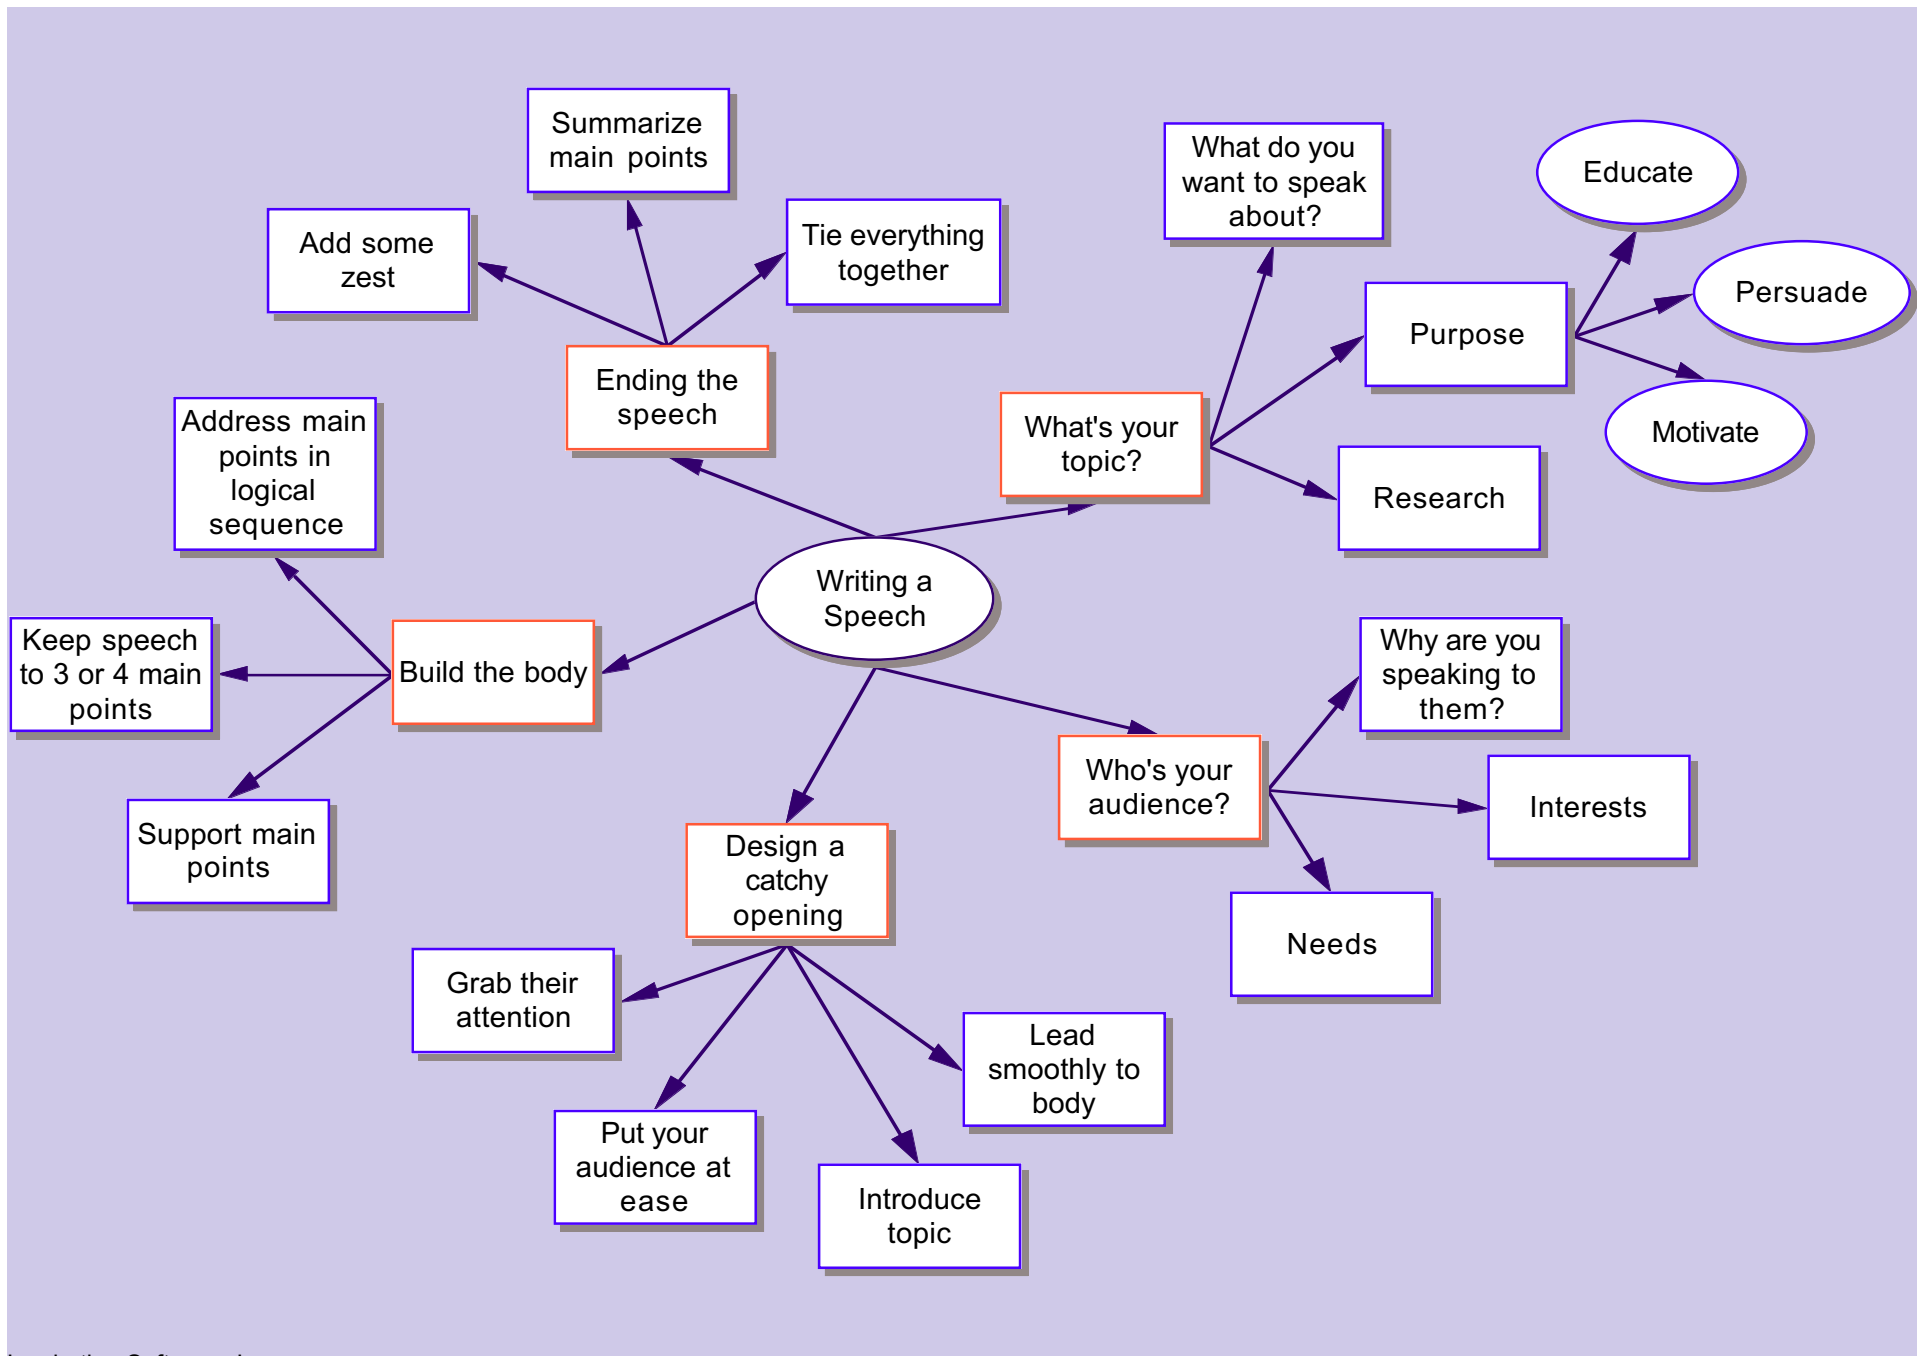 Summarize
main points
What do you
want to speak
about?
Educate
Add some
zest
Tie everything
together
Persuade
Purpose
Ending the
speech
What's your
topic?
Motivate
Address main
points in
logical
sequence
Research
Writing a
Speech
Keep speech
to 3 or 4 main
points
Build the body
Why are you
speaking to
them?
Who's your
audience?
Interests
Support main
points
Design a
catchy
opening
Needs
Grab their
attention
Lead
smoothly to
body
Put your
audience at
ease
Introduce
topic